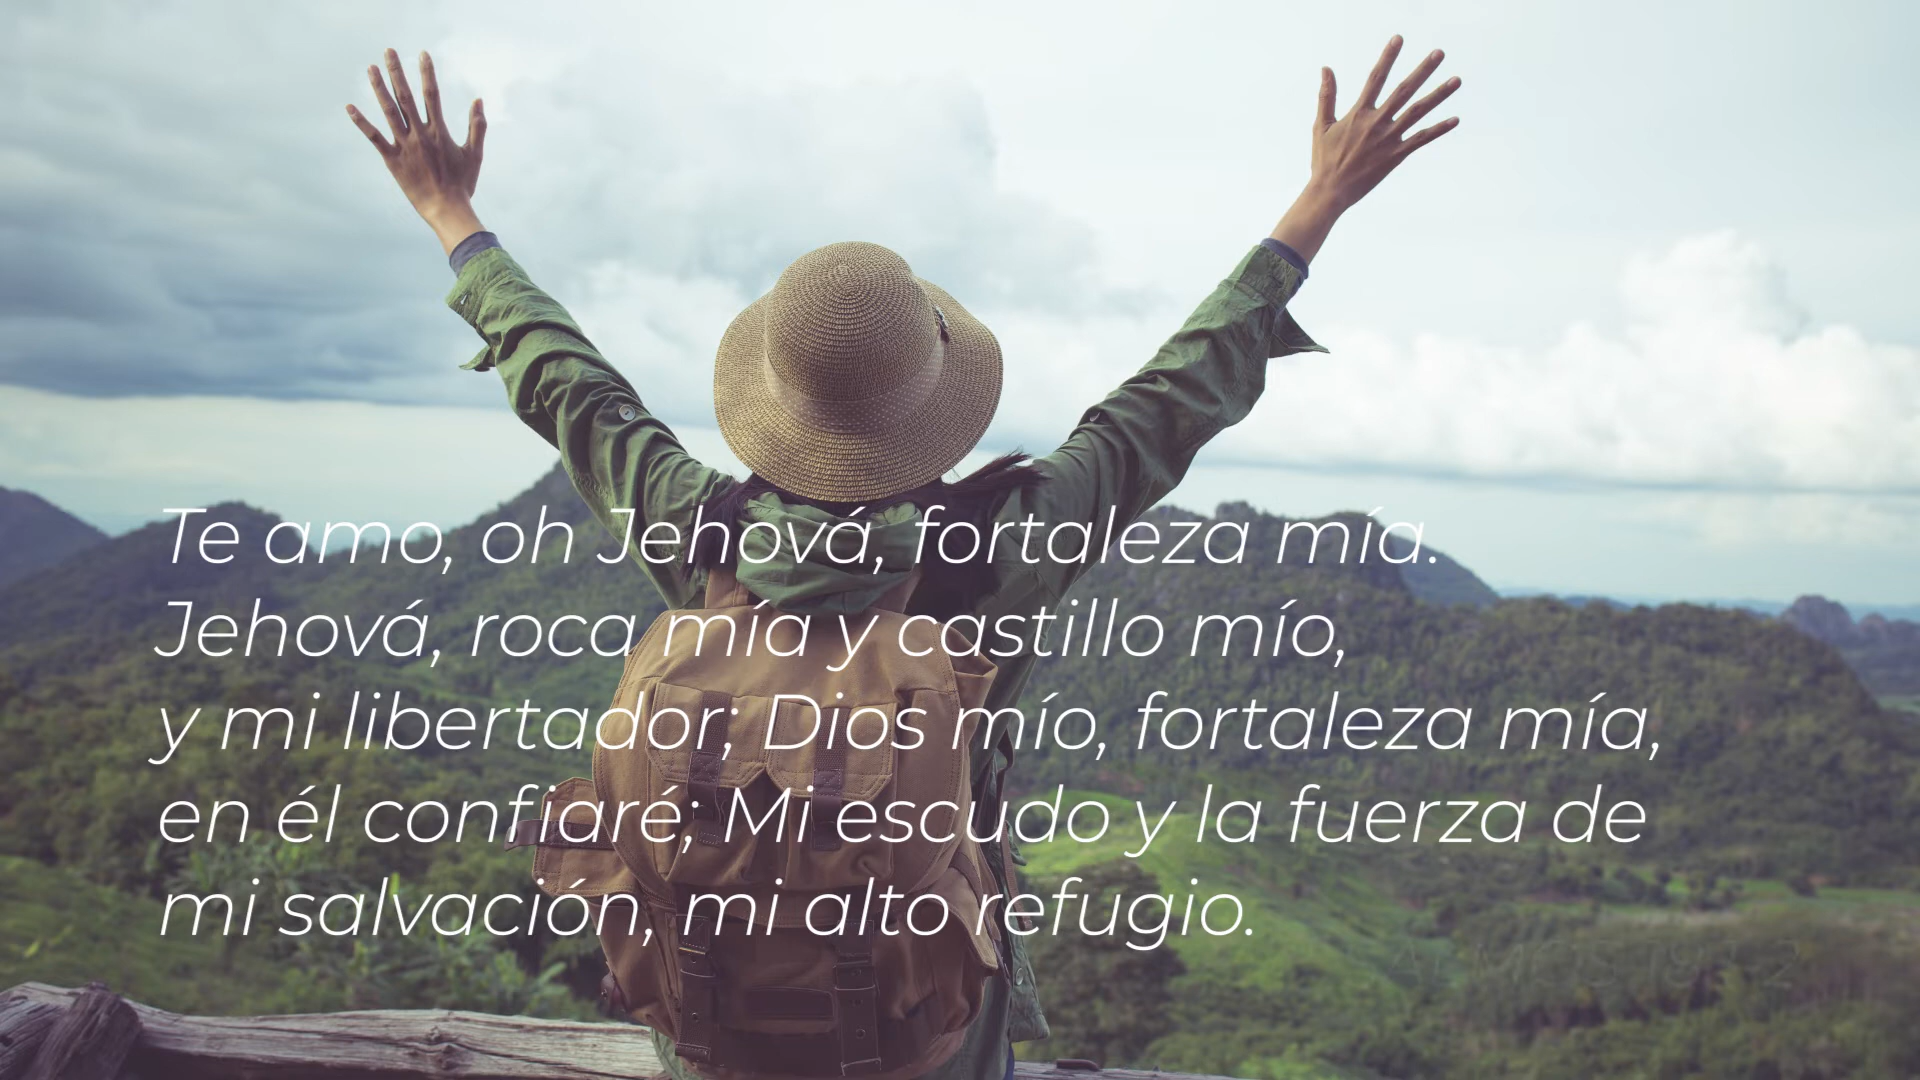 Te amo, oh Jehová, fortaleza mía.
Jehová, roca mía y castillo mío,
y mi libertador; Dios mío, fortaleza mía,
en él confiaré; Mi escudo y la fuerza de
mi salvación, mi alto refugio.